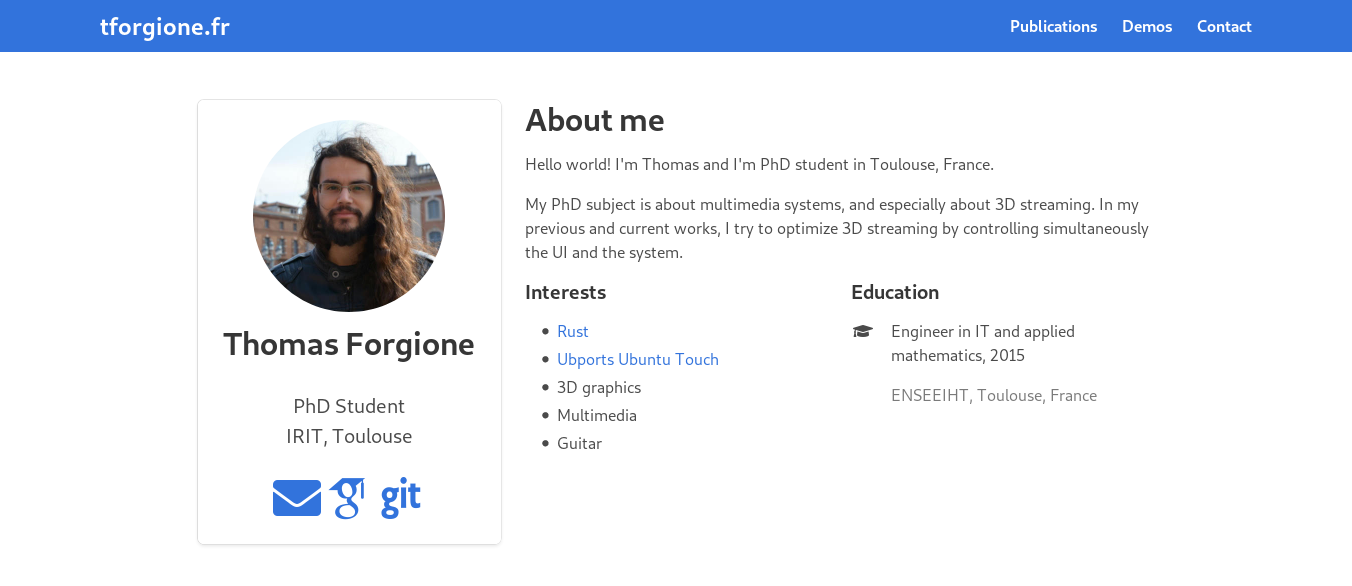 tforgione.fr
Publications
Demos
Contact
Thomas Forgione
PhD Student
IRIT, Toulouse
git
About me
Hello world! I'm Thomas and I'm PhD student in Toulouse, France.
My PhD subject is about multimedia systems, and especially about 3D streaming. In my
previous and current works, I try to optimize 3D streaming by controlling simultaneously
the UI and the system.
Interests
Rust
Ubports Ubuntu Touch
3D graphics
Multimedia
Guitar
Education
Engineer in IT and applied
mathematics, 2015
ENSEEIHT, Toulouse, France